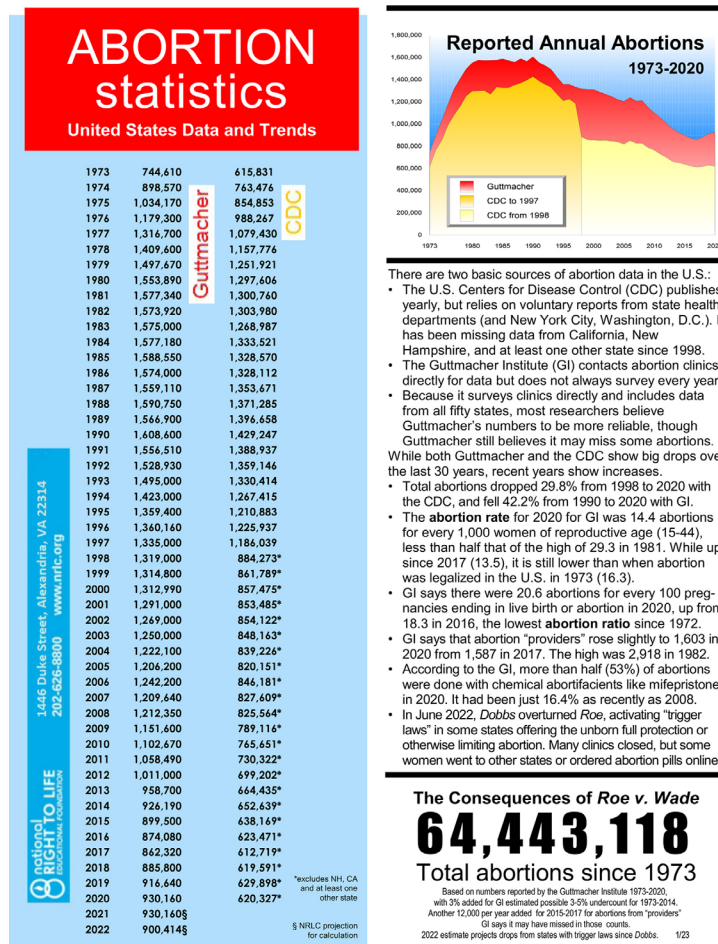 ABORTION
statistics
United States Data and Trends
1973 744,610 615,831
1974 898,570 763,476
1975 1,034,170 854,853
1976 1,179,300 988,267
1977 1,316,700 1,079,430
1978 1,409,600 1,157,776
1979 1,497,670 1,251,921
1980 1,553,890 1,297,606
1981 1,577,340 1,300,760
1982 1,573,920 1,303,980
1983 1,575,000 1,268,987
1984 1,577,180 1,333,521
1985 1,588,550 1,328,570
1986 1,574,000 1,328,112
1987 1,559,110 1,353,671
1988 1,590,750 1,371,285
1989 1,566,900 1,396,658
1990 1,608,600 1,429,247
1991 1,556,510 1,388,937
1992 1,528,930 1,359,146
1993 1,495,000 1,330,414
1994 1,423,000 1,267,415
1995 1,359,400 1,210,883
1996 1,360,160 1,225,937
1997 1,335,000 1,186,039
1998 1,319,000 884,273*
1999 1,314,800 861,789*
2000 1,312,990 857,475*
2001 1,291,000 853,485*
2002 1,269,000 854,122*
2003 1,250,000 848,163*
2004 1,222,100 839,226*
2005 1,206,200 820,151*
2006 1,242,200 846,181*
2007 1,209,640 827,609*
2008 1,212,350 825,564*
2009 1,151,600 789,116*
2010 1,102,670 765,651*
2011 1,058,490 730,322*
2012 1,011,000 699,202*
2013 958,700 664,435*
2014 926,190 652,639*
2015 899,500 638,169*
2016 874,080 623,471*
2017 862,320 612,719*
2018 885,800 619,591*
2019 916,640 629,898*
2020 930,160 620,327*
2021 930,160§
2022 900,414§
Guttmacher
CDC
*excludes NH, CA
and at least one
other state
§ NRLC projection
for calculation
1446 Duke Street, Alexandria, VA 22314
202-626-8800 www.nrlc.org
national
RIGHT TO LIFE
EDUCATIONAL FOUNDATION
Reported Annual Abortions
1973-2020
1,800,000
1,600,000
1,400,000
1,200,000
1,000,000
800,000
600,000
400,000
200,000
0
Guttmacher
CDC to 1997
CDC from 1998
1973 1980 1985 1990 1995 2000 2005 2010 2015 202
There are two basic sources of abortion data in the U.S.:
• The U.S. Centers for Disease Control (CDC) publishes
yearly, but relies on voluntary reports from state health
departments (and New York City, Washington, D.C.). I
has been missing data from California, New
Hampshire, and at least one other state since 1998.
• The Guttmacher Institute (GI) contacts abortion clinics
directly for data but does not always survey every year
• Because it surveys clinics directly and includes data
from all fifty states, most researchers believe
Guttmacher's numbers to be more reliable, though
Guttmacher still believes it may miss some abortions.
While both Guttmacher and the CDC show big drops ove
the last 30 years, recent years show increases.
• Total abortions dropped 29.8% from 1998 to 2020 with
the CDC, and fell 42.2% from 1990 to 2020 with GI.
• The abortion rate for 2020 for GI was 14.4 abortions
for every 1,000 women of reproductive age (15-44),
less than half that of the high of 29.3 in 1981. While up
since 2017 (13.5), it is still lower than when abortion
was legalized in the U.S. in 1973 (16.3).
• GI says there were 20.6 abortions for every 100 preg-
nancies ending in live birth or abortion in 2020, up from
18.3 in 2016, the lowest abortion ratio since 1972.
• GI says that abortion "providers" rose slightly to 1,603 in
2020 from 1,587 in 2017. The high was 2,918 in 1982.
• According to the GI, more than half (53%) of abortions
were done with chemical abortifacients like mifepristone
in 2020. It had been just 16.4% as recently as 2008.
• In June 2022, Dobbs overturned Roe, activating "trigger
laws" in some states offering the unborn full protection or
otherwise limiting abortion. Many clinics closed, but some
women went to other states or ordered abortion pills online
The Consequences of Roe v. Wade
64,443,118
Total abortions since 1973
Based on numbers reported by the Guttmacher Institute 1973-2020,
with 3% added for GI estimated possible 3-5% undercount for 1973-2014.
Another 12,000 per year added for 2015-2017 for abortions from "providers"
GI says it may have missed in those counts.
2022 estimate projects drops from states with trigger laws since Dobbs. 1/23